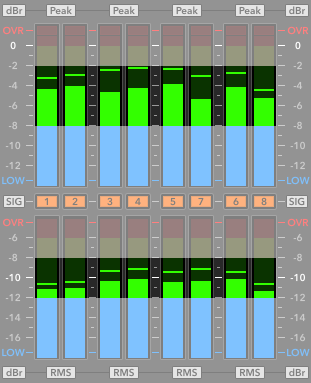 dBr Peak Peak Peak Peak dBr
OVR OVR
0 0
-2 -2
-4 -4
-6 -6
-8 -8
-10 -10
-12 -12
LOW LOW
SIG 1 2 3 4 5 7 6 8 SIG
OVR OVR
-6 -6
-8 -8
-10 -10
-12 -12
-14 -14
-16 -16
LOW LOW
dBr RMS RMS RMS RMS dBr